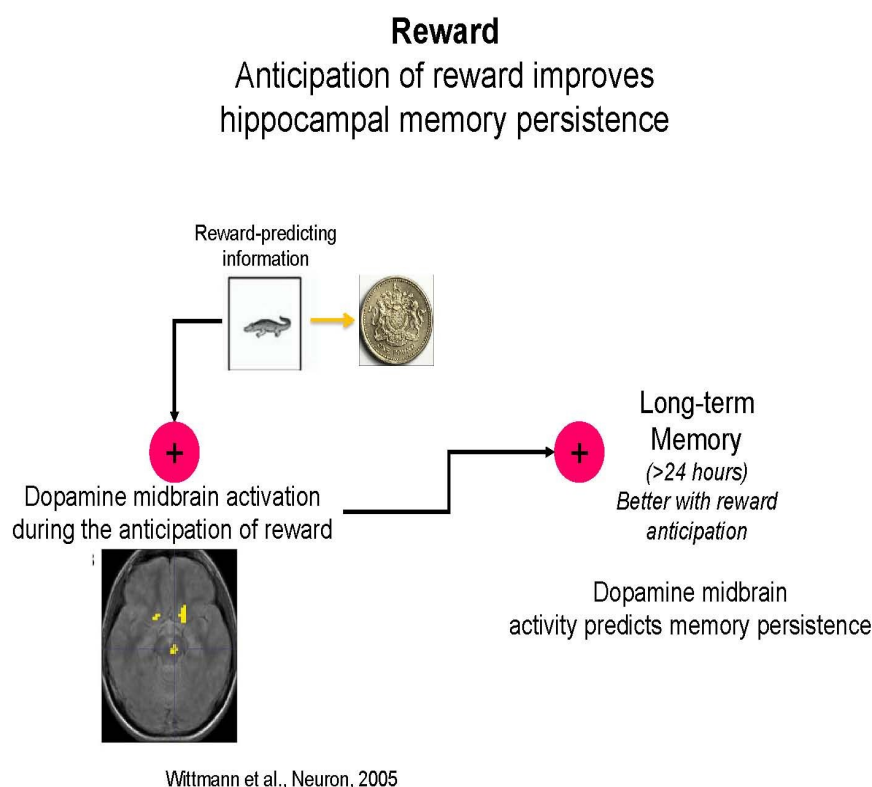 Reward
Anticipation of reward improves
hippocampal memory persistence
Reward-predicting
information
+
Dopamine midbrain activation
during the anticipation of reward
+
Long-term
Memory
(>24 hours)
Better with reward
anticipation
Dopamine midbrain
activity predicts memory persistence
Wittmann et al., Neuron, 2005